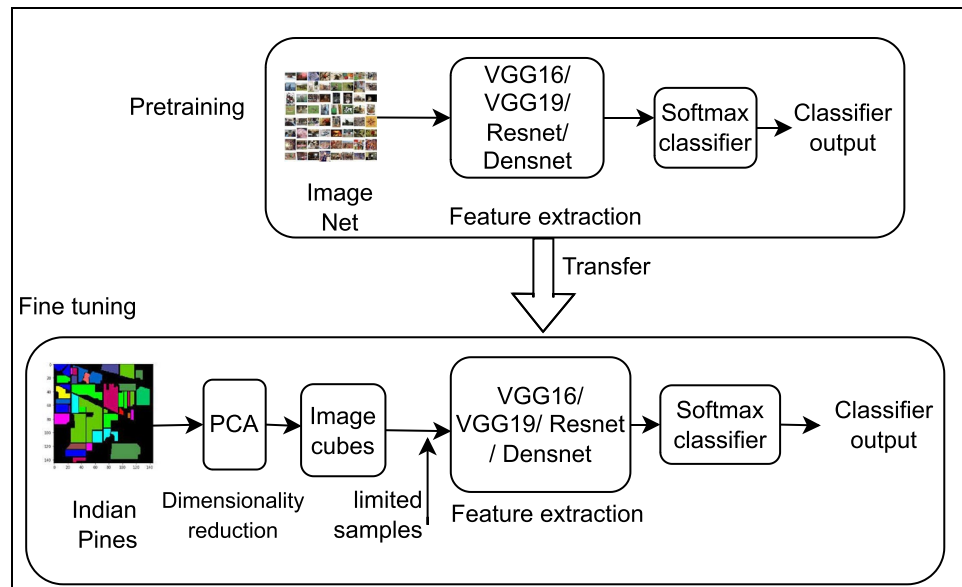 Pretraining
VGG16/
VGG19/
Resnet/
Densnet
Softmax
classifier
Classifier
output
Image
Net
Feature extraction
Transfer
Fine tuning
PCA
Image
cubes
VGG16/
VGG19/ Resnet
/ Densnet
Softmax
classifier
Classifier
output
Indian
Pines
Dimensionality
reduction
limited
samples
Feature extraction